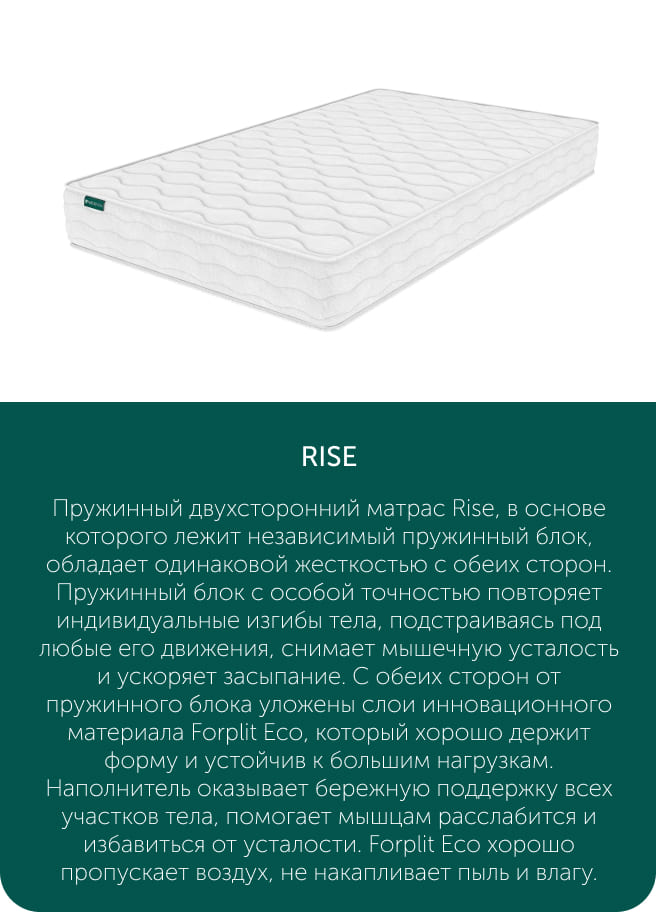 RISE
Пружинный двухсторонний матрас Rise, в основе
которого лежит независимый пружинный блок,
обладает одинаковой жесткостью с обеих сторон.
Пружинный блок с особой точностью повторяет
индивидуальные изгибы тела, подстраиваясь под
любые его движения, снимает мышечную усталость
и ускоряет засыпание. С обеих сторон от
пружинного блока уложены слои инновационного
материала Forplit Eco, который хорошо держит
форму и устойчив к большим нагрузкам.
Наполнитель оказывает бережную поддержку всех
участков тела, помогает мышцам расслабится и
избавиться от усталости. Forplit Eco хорошо
пропускает воздух, не накапливает пыль и влагу.